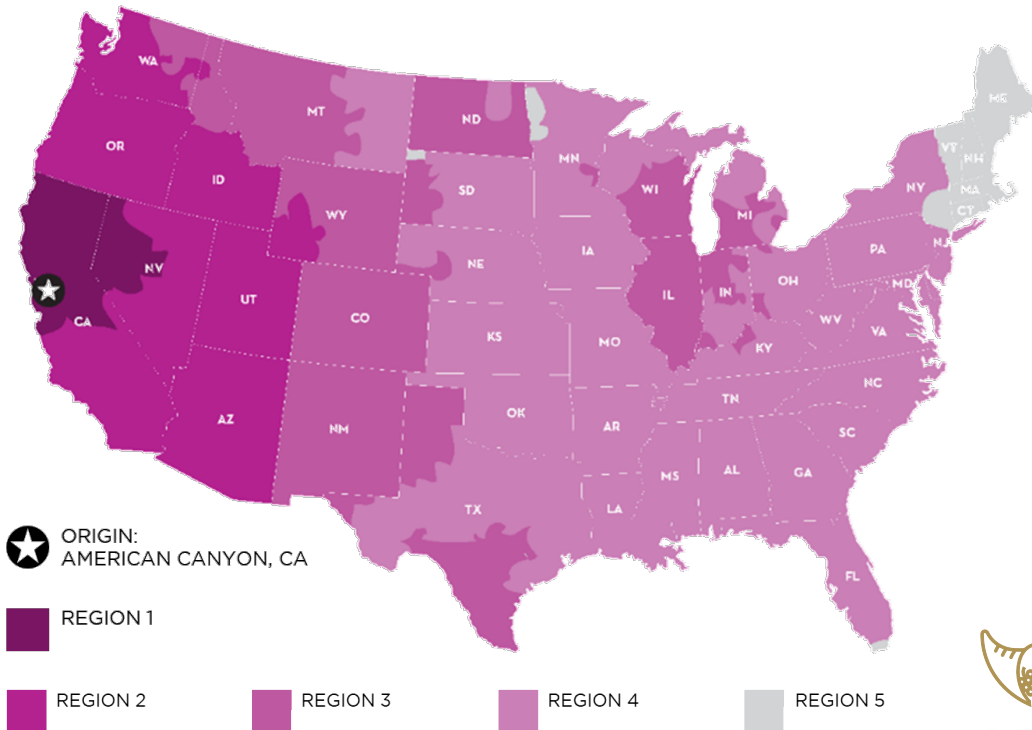 WA
MT
ND
ME
OR
MN
VT
NH
ID
SD
WI
NY
MA
WY
MI
CT
NV
NE
IA
PA
NJ
UT
IL
IN
OH
MD
CA
CO
KS
MO
WV
VA
KY
AZ
NM
OK
AR
TN
NC
SC
MS
AL
GA
TX
LA
FL
ORIGIN:
AMERICAN CANYON, CA
REGION 1
REGION 2
REGION 3
REGION 4
REGION 5